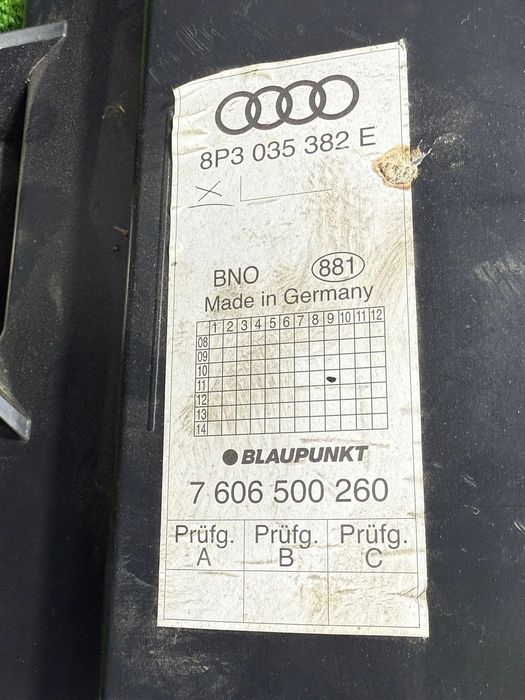 8P3 035 382 E
X
BNO 881
Made in Germany
1 2 3 4 5 6 7 8 9 10 11 12
08
09
10
11
12
13
14
BLAUPUNKT
7 606 500 260
Prüfg. A Prüfg. B Prüfg. C